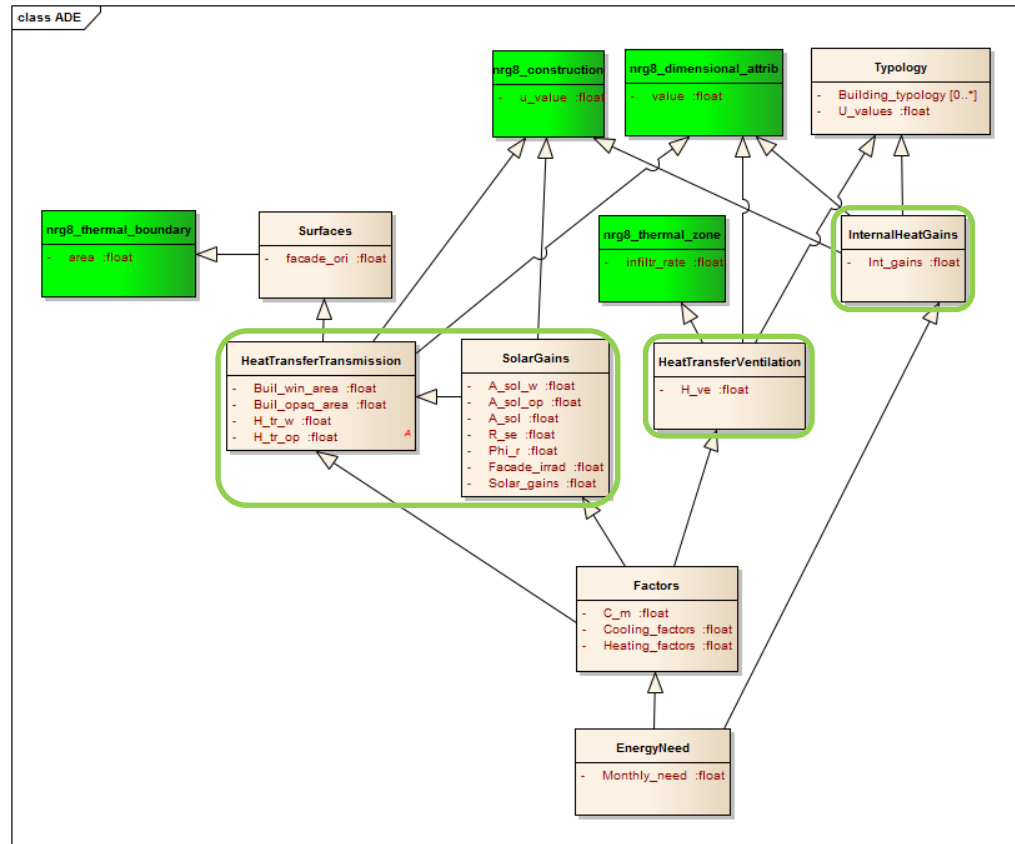 class ADE
nrg8_construction
- u_value :float
nrg8_dimensional_attrib
- value :float
Typology
- Building_typology [0..*]
- U_values :float
nrg8_thermal_boundary
- area :float
Surfaces
- facade_ori :float
nrg8_thermal_zone
- infiltr_rate :float
InternalHeatGains
- Int_gains :float
HeatTransferTransmission
- Buil_win_area :float
- Buil_opaq_area :float
- H_tr_w :float
- H_tr_op :float
A
SolarGains
- A_sol_w :float
- A_sol_op :float
- A_sol :float
- R_se :float
- Phi_r :float
- Facade_irrad :float
- Solar_gains :float
HeatTransferVentilation
- H_ve :float
Factors
- C_m :float
- Cooling_factors :float
- Heating_factors :float
EnergyNeed
- Monthly_need :float